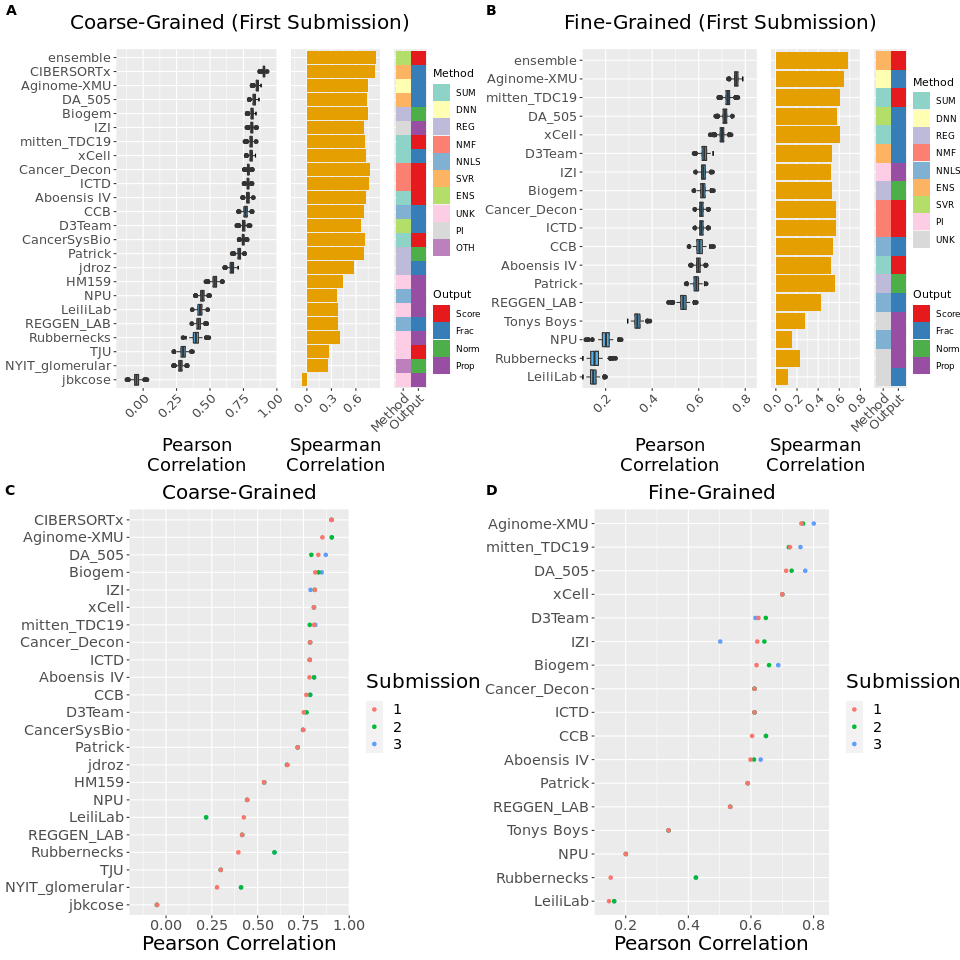 A
Coarse-Grained (First Submission)
ensemble
CIBERSORTx
Aginome-XMU
DA_505
Biogem
IZI
mitten_TDC19
xCell
Cancer_Decon
ICTD
Aboensis IV
CCB
D3Team
CancerSysBio
Patrick
jdroz
HM159
NPU
LeiliLab
REGGEN_LAB
Rubbernecks
TJU
NYIT_glomerular
jbkcose
0.00
0.25
0.50
0.75
1.00
Pearson
Correlation
0.0
0.3
0.6
Spearman
Correlation
Method
Output
Method
SUM
DNN
REG
NMF
NNLS
SVR
ENS
UNK
PI
OTH
Output
Score
Frac
Norm
Prop
B
Fine-Grained (First Submission)
ensemble
Aginome-XMU
mitten_TDC19
DA_505
xCell
D3Team
IZI
Biogem
Cancer_Decon
ICTD
CCB
Aboensis IV
Patrick
REGGEN_LAB
Tonys Boys
NPU
Rubbernecks
LeiliLab
0.2
0.4
0.6
0.8
Pearson
Correlation
0.0
0.2
0.4
0.6
0.8
Spearman
Correlation
Method
Output
Method
SUM
DNN
REG
NMF
NNLS
ENS
SVR
PI
UNK
Output
Score
Frac
Norm
Prop
C
Coarse-Grained
CIBERSORTx
Aginome-XMU
DA_505
Biogem
IZI
xCell
mitten_TDC19
Cancer_Decon
ICTD
Aboensis IV
CCB
D3Team
CancerSysBio
Patrick
jdroz
HM159
NPU
LeiliLab
REGGEN_LAB
Rubbernecks
TJU
NYIT_glomerular
jbkcose
0.00
0.25
0.50
0.75
1.00
Pearson Correlation
Submission
1
2
3
D
Fine-Grained
Aginome-XMU
mitten_TDC19
DA_505
xCell
D3Team
IZI
Biogem
Cancer_Decon
ICTD
CCB
Aboensis IV
Patrick
REGGEN_LAB
Tonys Boys
NPU
Rubbernecks
LeiliLab
0.2
0.4
0.6
0.8
Pearson Correlation
Submission
1
2
3